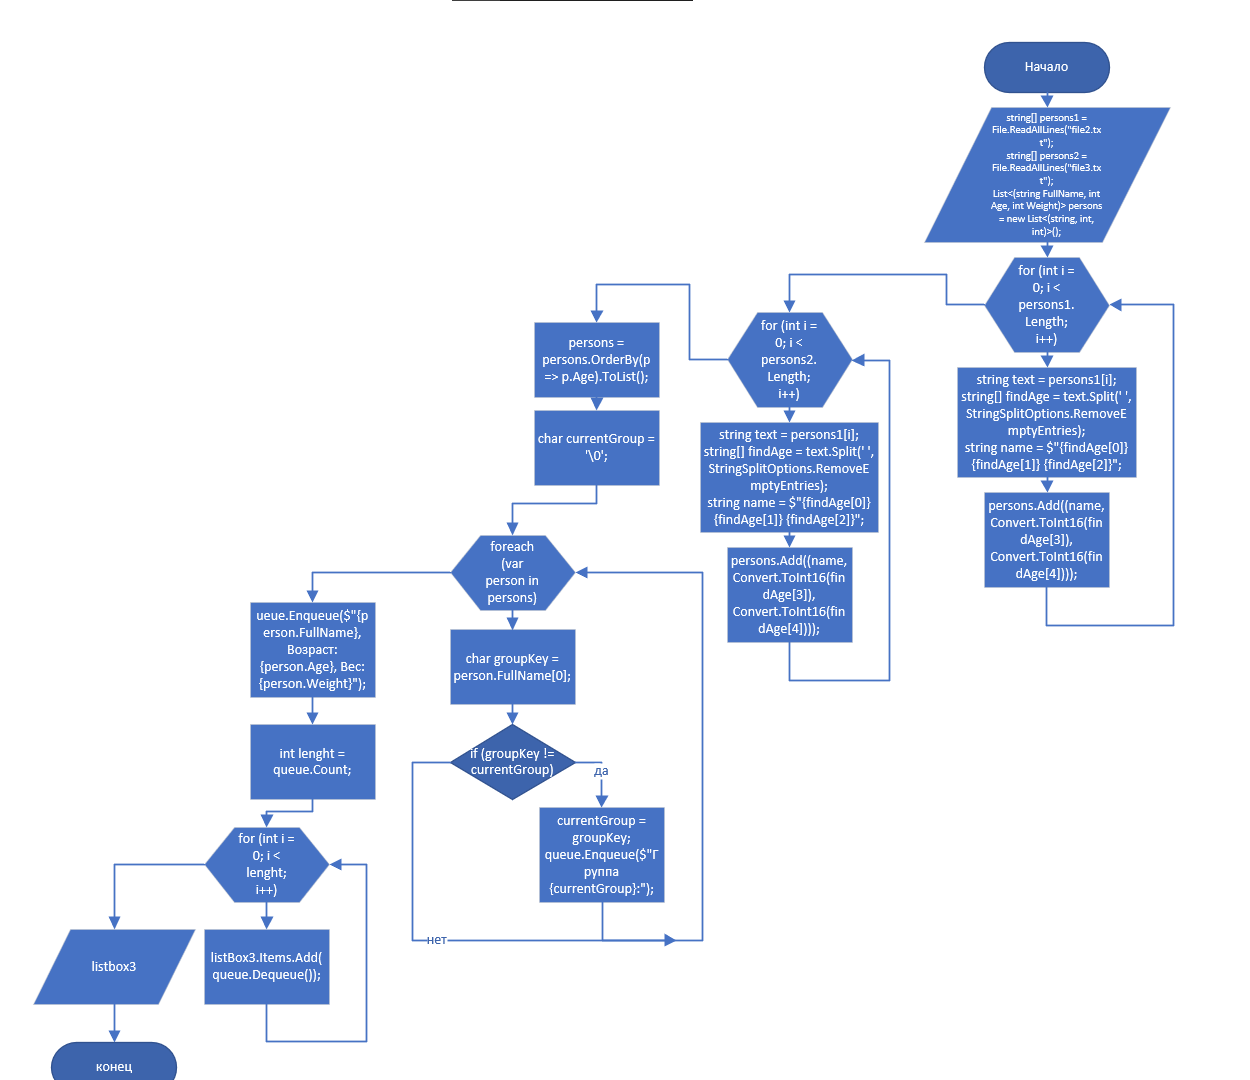 Начало
string[] persons1 =
File.ReadAllLines("file2.tx
t");
string[] persons2 =
File.ReadAllLines("file3.tx
t");
List<(string FullName, int
Age, int Weight)> persons
= new List<(string, int,
int)>();
for (int i =
0; i <
persons1.
Length;
i++)
string text = persons1[i];
string[] findAge = text.Split(' ',
StringSplitOptions.RemoveE
mptyEntries);
string name = $"{findAge[0]}
{findAge[1]} {findAge[2]}";
persons.Add((name,
Convert.ToInt16(fin
dAge[3]),
Convert.ToInt16(fin
dAge[4])));
for (int i =
0; i <
persons2.
Length;
i++)
string text = persons1[i];
string[] findAge = text.Split(' ',
StringSplitOptions.RemoveE
mptyEntries);
string name = $"{findAge[0]}
{findAge[1]} {findAge[2]}";
persons.Add((name,
Convert.ToInt16(fin
dAge[3]),
Convert.ToInt16(fin
dAge[4])));
persons =
persons.OrderBy(p
=> p.Age).ToList();
char currentGroup =
'\0';
foreach
(var
person in
persons)
char groupKey =
person.FullName[0];
if (groupKey !=
currentGroup)
да
currentGroup =
groupKey;
queue.Enqueue($"Г
руппа
{currentGroup}:");
нет
ueue.Enqueue($"{p
erson.FullName},
Возраст:
{person.Age}, Вес:
{person.Weight}");
int lenght =
queue.Count;
for (int i =
0; i <
lenght;
i++)
listBox3.Items.Add(
queue.Dequeue());
listbox3
конец